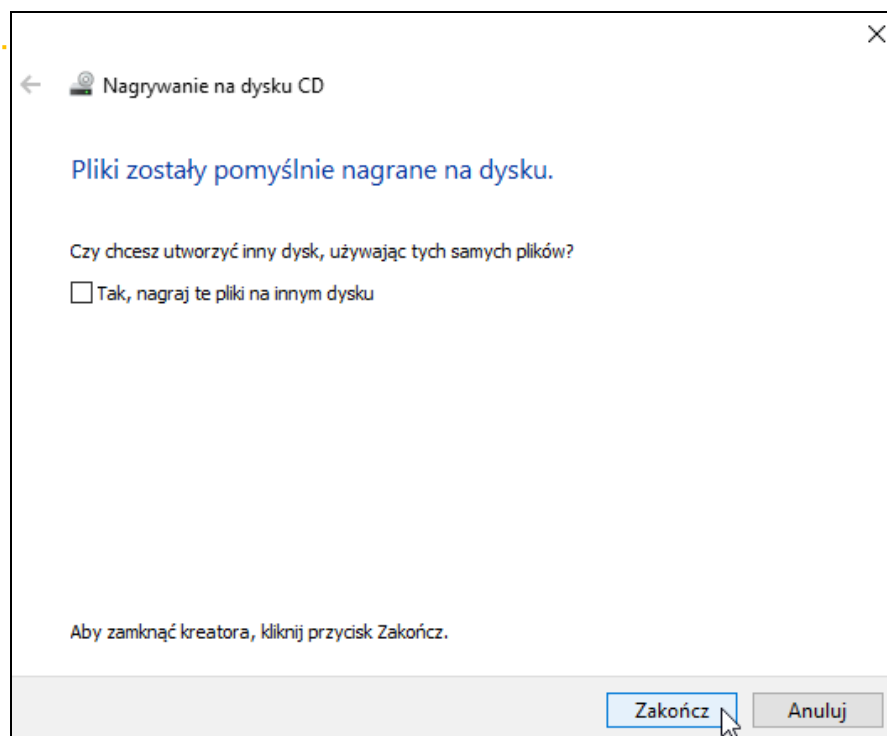 Nagrywanie na dysku CD
Pliki zostały pomyślnie nagrane na dysku.
Czy chcesz utworzyć inny dysk, używając tych samych plików?
Tak, nagraj te pliki na innym dysku
Aby zamknąć kreatora, kliknij przycisk Zakończ.
Zakończ
Anuluj